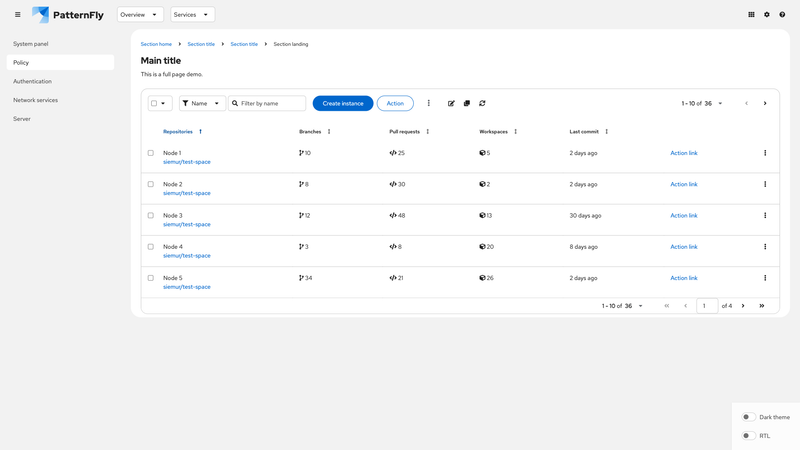 PatternFly
Overview
Services
System panel
Policy
Authentication
Network services
Server
Section home > Section title > Section title > Section landing
Main title
This is a full page demo.
Name
Filter by name
Create instance
Action
1 - 10 of 36
Repositories Branches Pull requests Workspaces Last commit
Node 1 10 25 5 2 days ago Action link
siemur/test-space
Node 2 8 30 2 2 days ago Action link
siemur/test-space
Node 3 12 48 13 30 days ago Action link
siemur/test-space
Node 4 3 8 20 8 days ago Action link
siemur/test-space
Node 5 34 21 26 2 days ago Action link
siemur/test-space
1 - 10 of 36 1 of 4
Dark theme
RTL